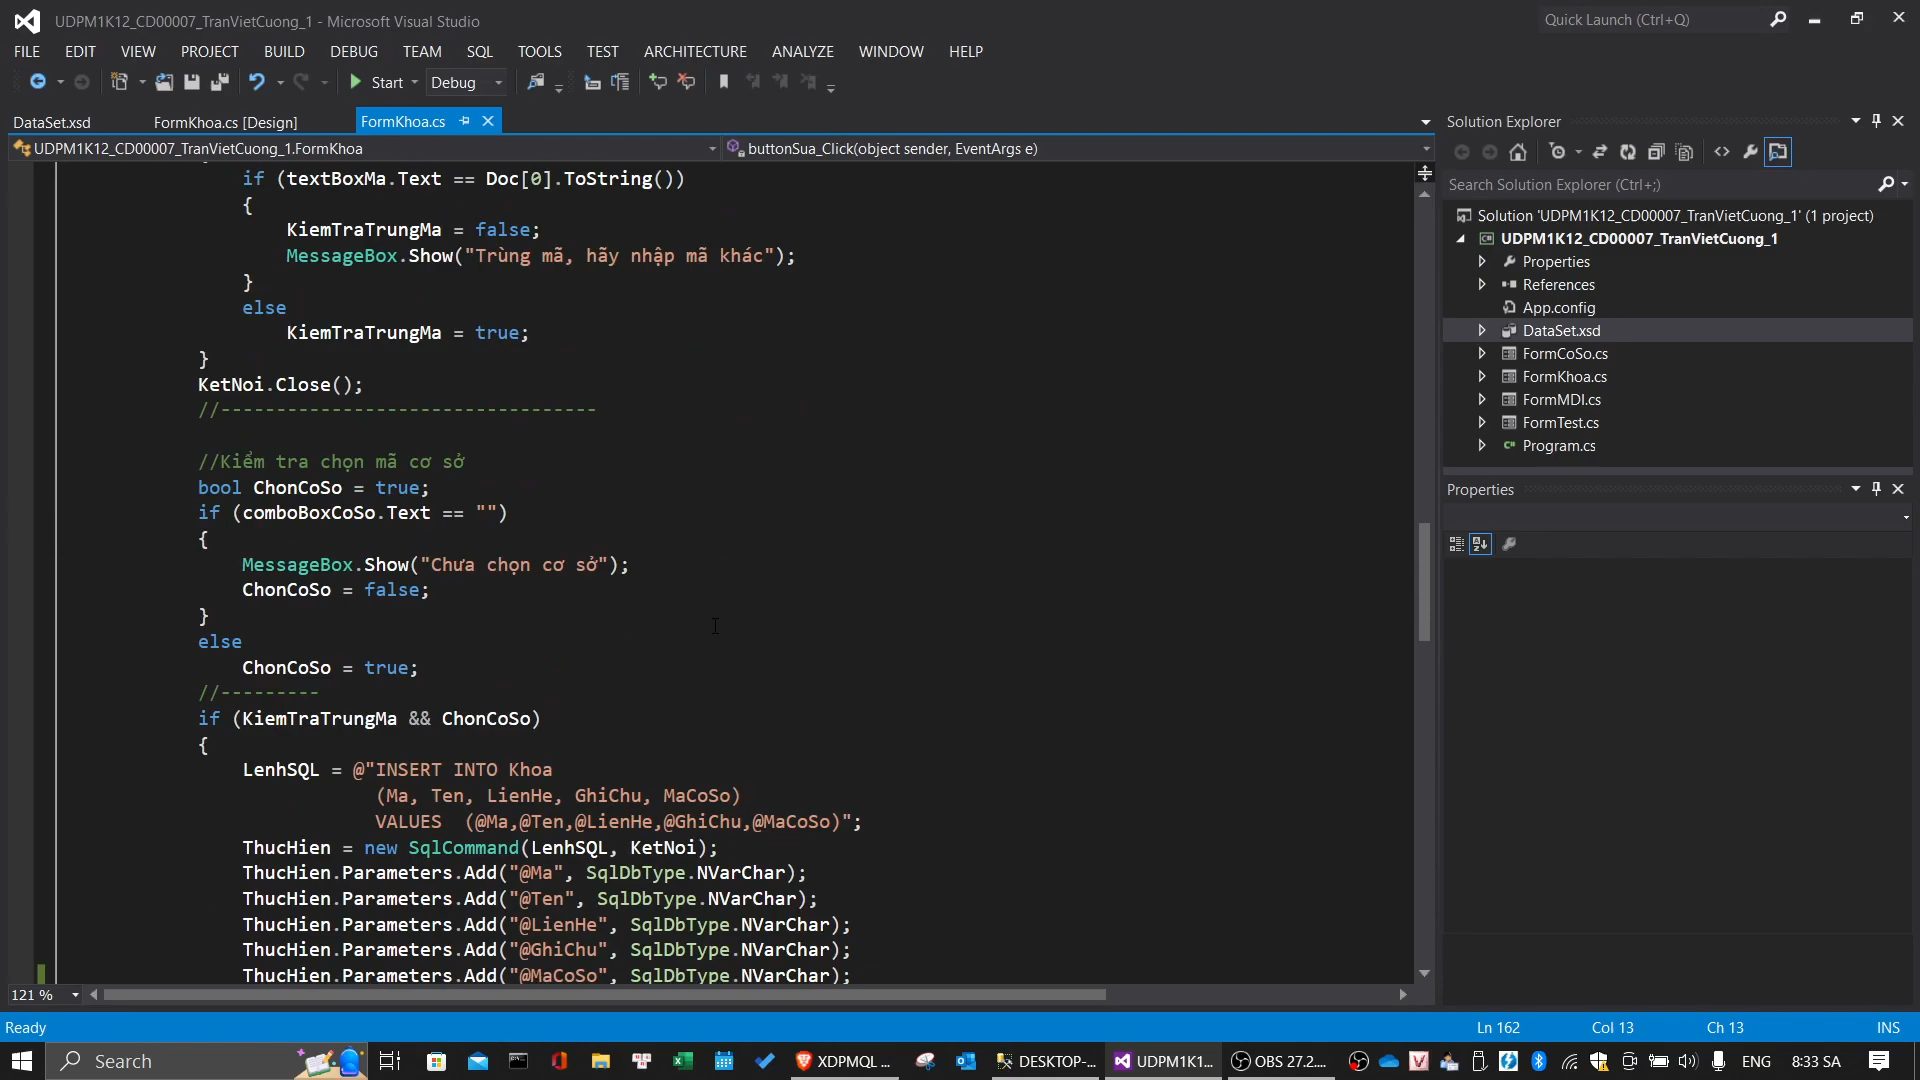 UDPM1K12_CD00007_TranVietCuong_1 - Microsoft Visual Studio
Quick Launch (Ctrl+Q)
FILE EDIT VIEW PROJECT BUILD DEBUG TEAM SQL TOOLS TEST ARCHITECTURE ANALYZE WINDOW HELP
Start Debug
DataSet.xsd FormKhoa.cs [Design] FormKhoa.cs
UDPM1K12_CD00007_TranVietCuong_1.FormKhoa buttonSua_Click(object sender, EventArgs e)
if (textBoxMa.Text == Doc[0].ToString())
{
KiemTraTrungMa = false;
MessageBox.Show("Trùng mã, hãy nhập mã khác");
}
else
KiemTraTrungMa = true;
}
KetNoi.Close();
//----------------------------------
//Kiểm tra chọn mã cơ sở
bool ChonCoSo = true;
if (comboBoxCoSo.Text == "")
{
MessageBox.Show("Chưa chọn cơ sở");
ChonCoSo = false;
}
else
ChonCoSo = true;
//---------
if (KiemTraTrungMa && ChonCoSo)
{
LenhSQL = @"INSERT INTO Khoa
(Ma, Ten, LienHe, GhiChu, MaCoSo)
VALUES (@Ma,@Ten,@LienHe,@GhiChu,@MaCoSo)";
ThucHien = new SqlCommand(LenhSQL, KetNoi);
ThucHien.Parameters.Add("@Ma", SqlDbType.NVarChar);
ThucHien.Parameters.Add("@Ten", SqlDbType.NVarChar);
ThucHien.Parameters.Add("@LienHe", SqlDbType.NVarChar);
ThucHien.Parameters.Add("@GhiChu", SqlDbType.NVarChar);
ThucHien.Parameters.Add("@MaCoSo", SqlDbType.NVarChar);
121 %
Solution Explorer
Search Solution Explorer (Ctrl+;)
Solution 'UDPM1K12_CD00007_TranVietCuong_1' (1 project)
UDPM1K12_CD00007_TranVietCuong_1
Properties
References
App.config
DataSet.xsd
FormCoSo.cs
FormKhoa.cs
FormMDI.cs
FormTest.cs
Program.cs
Properties
Ready Ln 162 Col 13 Ch 13 INS
Search XDPMQL ... DESKTOP-... UDPM1K1... OBS 27.2.... ENG 8:33 SA